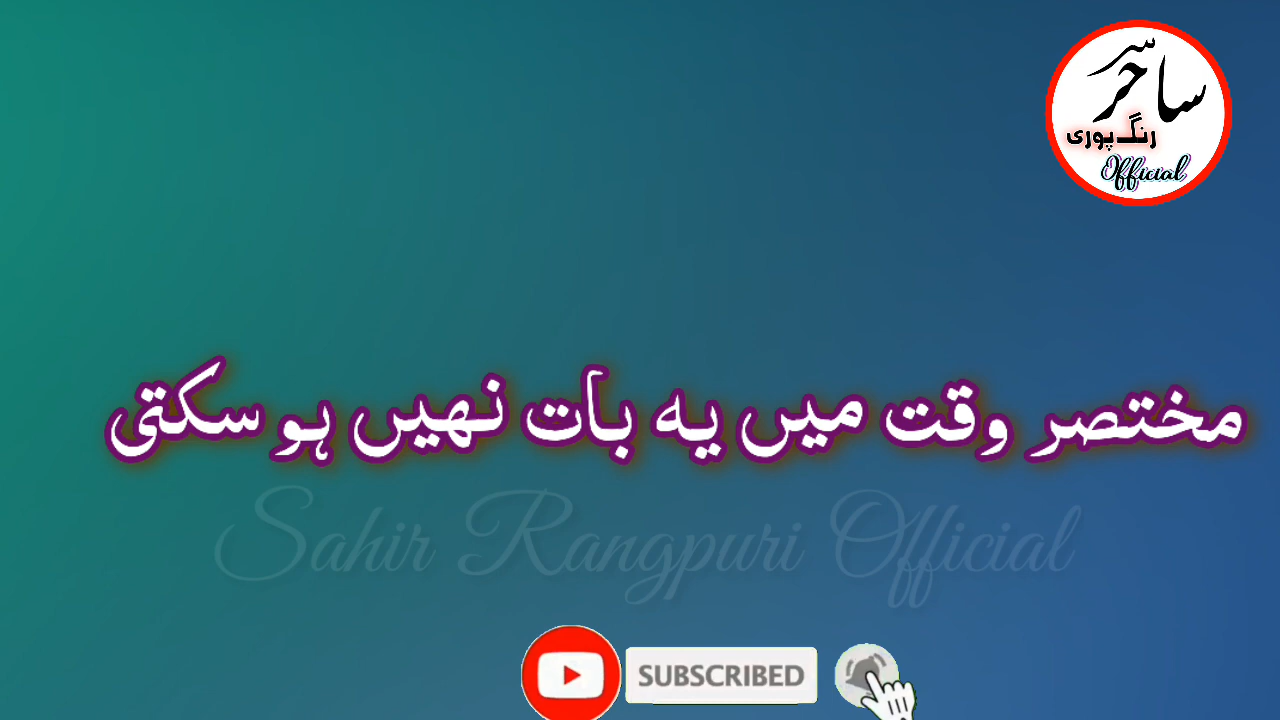 ساحر
رنگ پوری
Official
مختصر وقت میں یہ بات نہیں ہو سکتی
Sahir Rangpuri Official
SUBSCRIBED